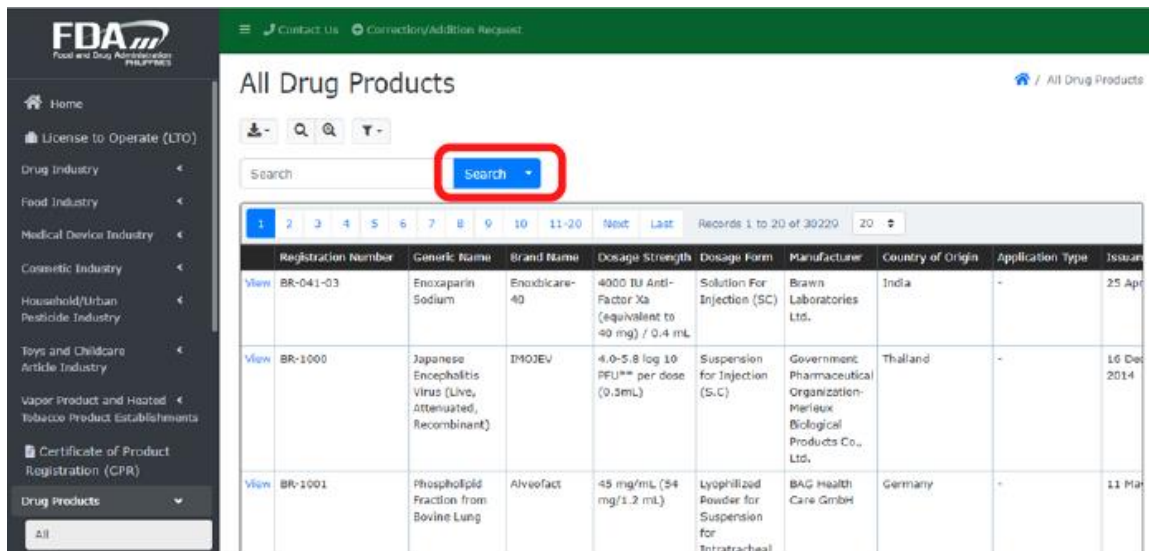 FDA
Food and Drug Administration
PHILIPPINES
Contact Us Correction/Addition Request
All Drug Products
/ All Drug Products
Home
License to Operate (LTO)
Drug Industry
Food Industry
Medical Device Industry
Cosmetic Industry
Household/Urban
Pesticide Industry
Toys and Childcare
Article Industry
Vapor Product and Heated
Tobacco Product Establishments
Certificate of Product
Registration (CPR)
Drug Products
All
Search Search
1 2 3 4 5 6 7 8 9 10 11-20 Next Last Records 1 to 20 of 30229 20
Registration Number Generic Name Brand Name Dosage Strength Dosage Form Manufacturer Country of Origin Application Type Issuan
View BR-041-03 Enoxaparin Enoxbicare- 4000 IU Anti- Solution For Brawn India - 25 Apr
Sodium 40 Factor Xa Injection (SC) Laboratories
(equivalent to Ltd.
40 mg) / 0.4 mL
View BR-1000 Japanese IMOJEV 4.0-5.8 log 10 Suspension Government Thailand - 16 Dec
Encephalitis PFU** per dose for Injection Pharmaceutical 2014
Virus (Live, (0.5mL) (S.C) Organization-
Attenuated, Merieux
Recombinant) Biological
Products Co.,
Ltd.
View BR-1001 Phospholipid Alveofact 45 mg/mL (54 Lyophilized BAG Health Germany - 11 Mar
Fraction from mg/1.2 mL) Powder for Care GmbH
Bovine Lung Suspension
for
Intratracheal